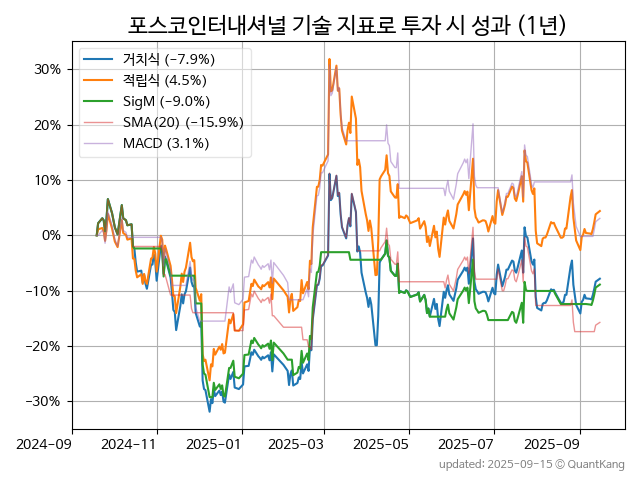 포스코인터내셔널 기술 지표로 투자 시 성과 (1년)
거치식 (−7.9%)
적립식 (4.5%)
SigM (−9.0%)
SMA(20) (−15.9%)
MACD (3.1%)
30%
20%
10%
0%
−10%
−20%
−30%
2024-09 2024-11 2025-01 2025-03 2025-05 2025-07 2025-09
updated: 2025-09-15 ⓒ QuantKang